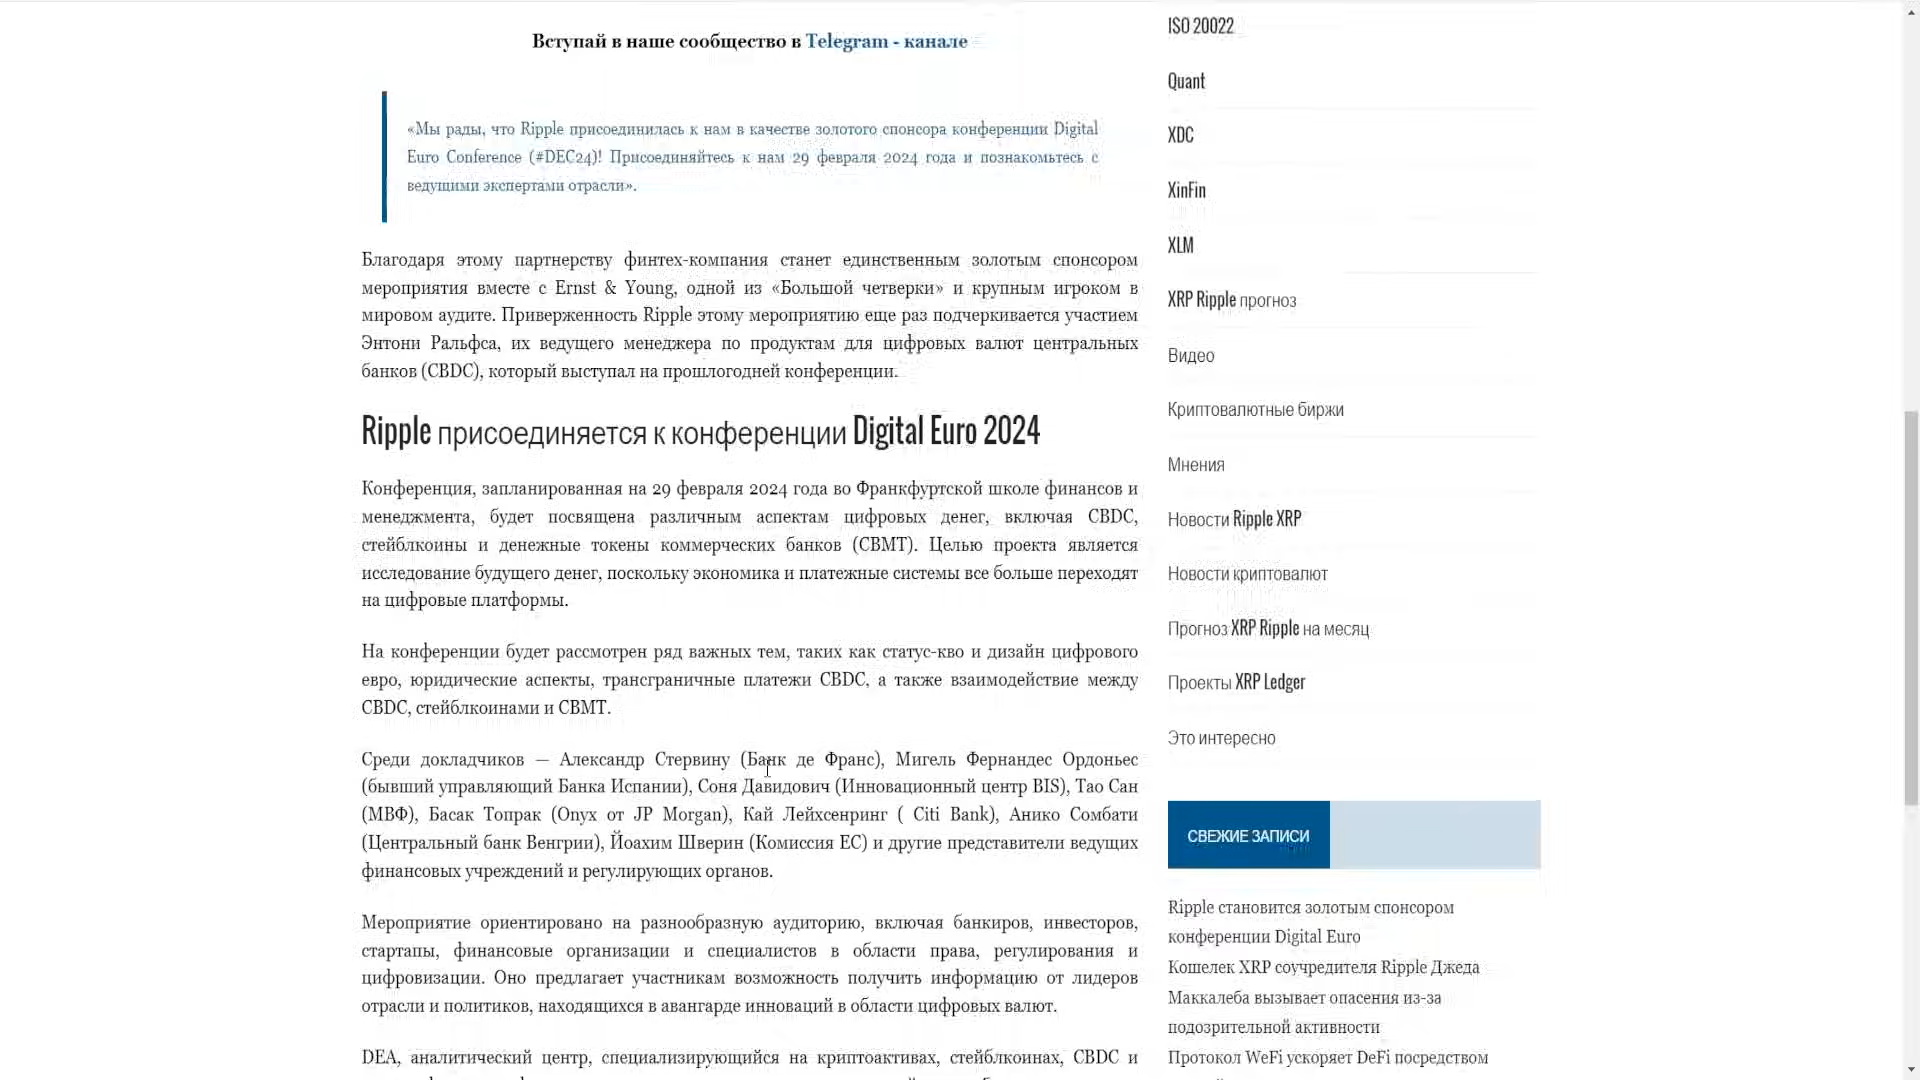 Вступай в наше сообщество в Telegram - канале
«Мы рады, что Ripple присоединилась к нам в качестве золотого спонсора конференции Digital
Euro Conference (#DEC24)! Присоединяйтесь к нам 29 февраля 2024 года и познакомьтесь с
ведущими экспертами отрасли».
Благодаря этому партнерству финтех-компания станет единственным золотым спонсором
мероприятия вместе с Ernst & Young, одной из «Большой четверки» и крупным игроком в
мировом аудите. Приверженность Ripple этому мероприятию еще раз подчеркивается участием
Энтони Ральфса, их ведущего менеджера по продуктам для цифровых валют центральных
банков (CBDC), который выступал на прошлогодней конференции.
Ripple присоединяется к конференции Digital Euro 2024
Конференция, запланированная на 29 февраля 2024 года во Франкфуртской школе финансов и
менеджмента, будет посвящена различным аспектам цифровых денег, включая CBDC,
стейблкоины и денежные токены коммерческих банков (CBMT). Целью проекта является
исследование будущего денег, поскольку экономика и платежные системы все больше переходят
на цифровые платформы.
На конференции будет рассмотрен ряд важных тем, таких как статус-кво и дизайн цифрового
евро, юридические аспекты, трансграничные платежи CBDC, а также взаимодействие между
CBDC, стейблкоинами и CBMT.
Среди докладчиков — Александр Стервину (Банк де Франс), Мигель Фернандес Ордоньес
(бывший управляющий Банка Испании), Соня Давидович (Инновационный центр BIS), Тао Сан
(МВФ), Басак Топрак (Onyx от JP Morgan), Кай Лейхсенринг ( Citi Bank), Анико Сомбати
(Центральный банк Венгрии), Йоахим Шверин (Комиссия ЕС) и другие представители ведущих
финансовых учреждений и регулирующих органов.
Мероприятие ориентировано на разнообразную аудиторию, включая банкиров, инвесторов,
стартапы, финансовые организации и специалистов в области права, регулирования и
цифровизации. Оно предлагает участникам возможность получить информацию от лидеров
отрасли и политиков, находящихся в авангарде инноваций в области цифровых валют.
DEA, аналитический центр, специализирующийся на криптоактивах, стейблкоинах, CBDC и
ISO 20022
Quant
XDC
XinFin
XLM
XRP Ripple прогноз
Видео
Криптовалютные биржи
Мнения
Новости Ripple XRP
Новости криптовалют
Прогноз XRP Ripple на месяц
Проекты XRP Ledger
Это интересно
СВЕЖИЕ ЗАПИСИ
Ripple становится золотым спонсором
конференции Digital Euro
Кошелек XRP соучредителя Ripple Джеда
Маккалеба вызывает опасения из-за
подозрительной активности
Протокол WeFi ускоряет DeFi посредством